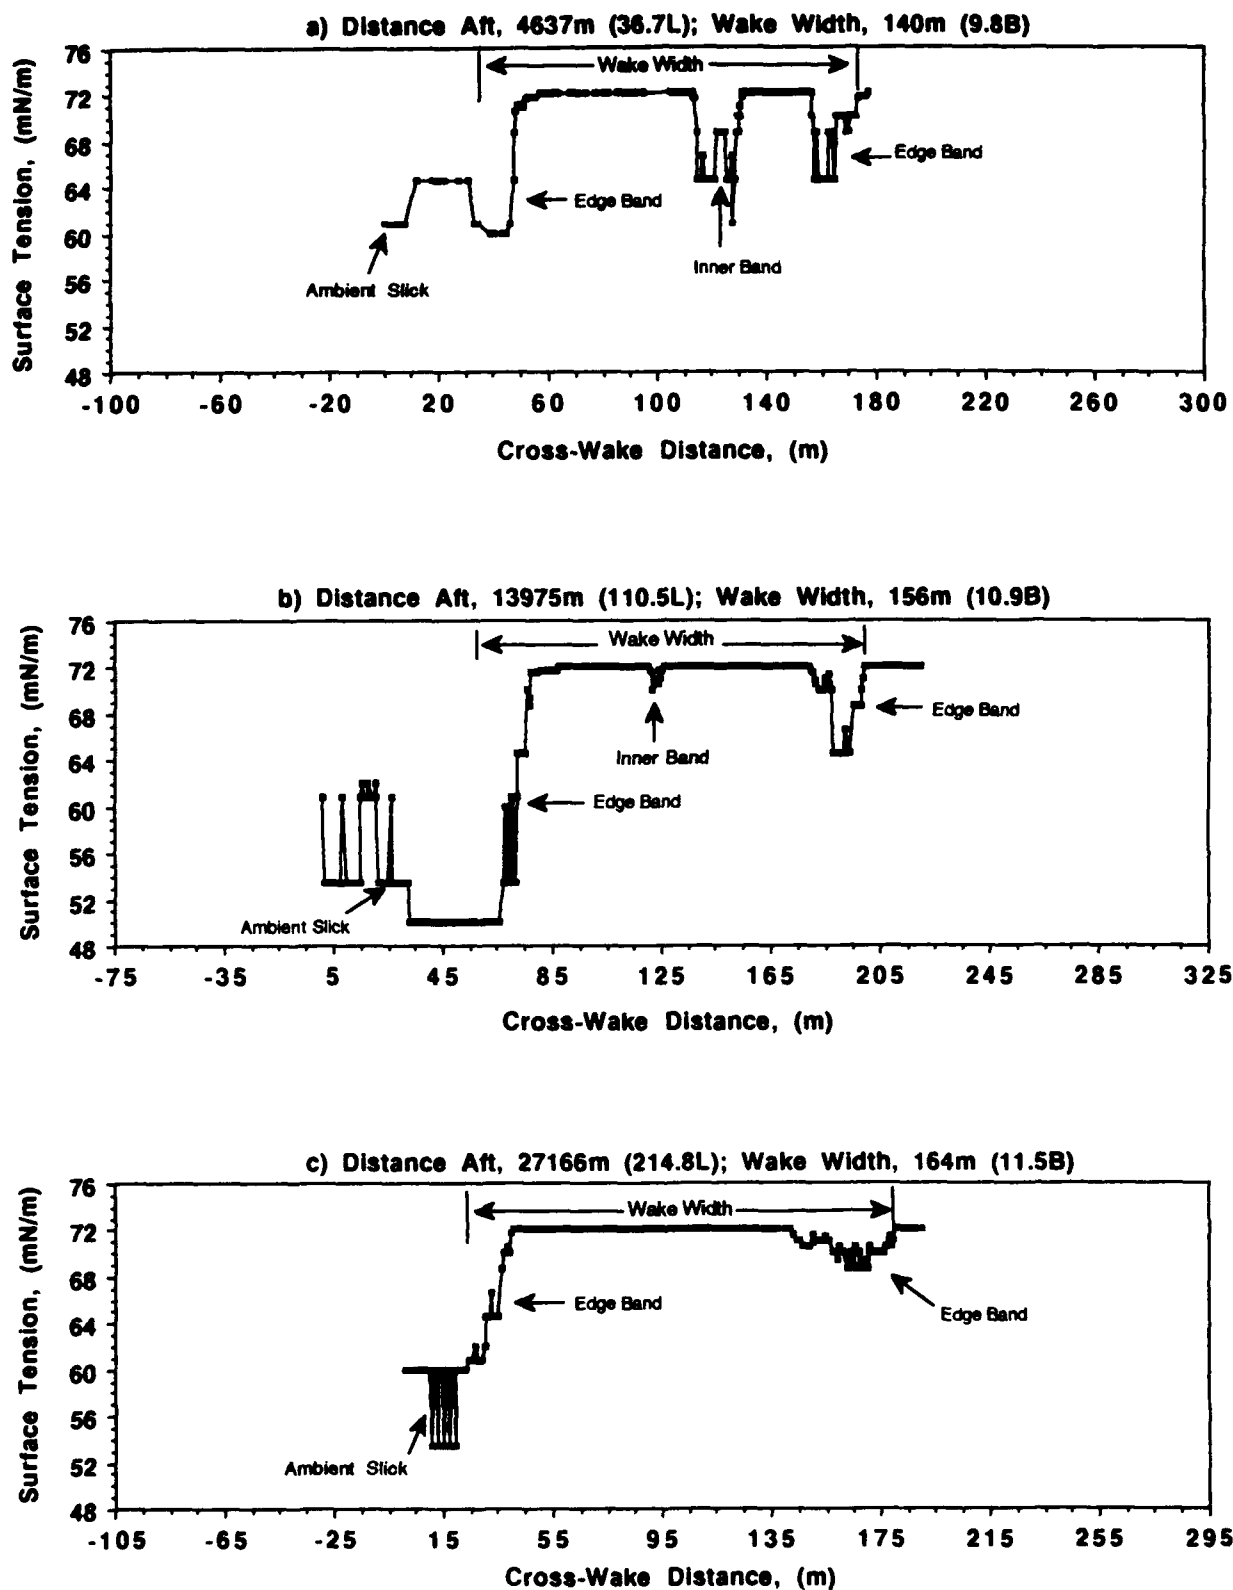 a) Distance Aft, 4637m (36.7L); Wake Width, 140m (9.8B)
Surface Tension, (mN/m)
76
72
68
64
60
56
52
48
Wake Width
Edge Band
Edge Band
Inner Band
Ambient Slick
-100 -60 -20 20 60 100 140 180 220 260 300
Cross-Wake Distance, (m)
b) Distance Aft, 13975m (110.5L); Wake Width, 156m (10.9B)
Surface Tension, (mN/m)
76
72
68
64
60
56
52
48
Wake Width
Edge Band
Inner Band
Edge Band
Ambient Slick
-75 -35 5 45 85 125 165 205 245 285 325
Cross-Wake Distance, (m)
c) Distance Aft, 27166m (214.8L); Wake Width, 164m (11.5B)
Surface Tension, (mN/m)
76
72
68
64
60
56
52
48
Wake Width
Edge Band
Edge Band
Ambient Slick
-105 -65 -25 15 55 95 135 175 215 255 295
Cross-Wake Distance, (m)